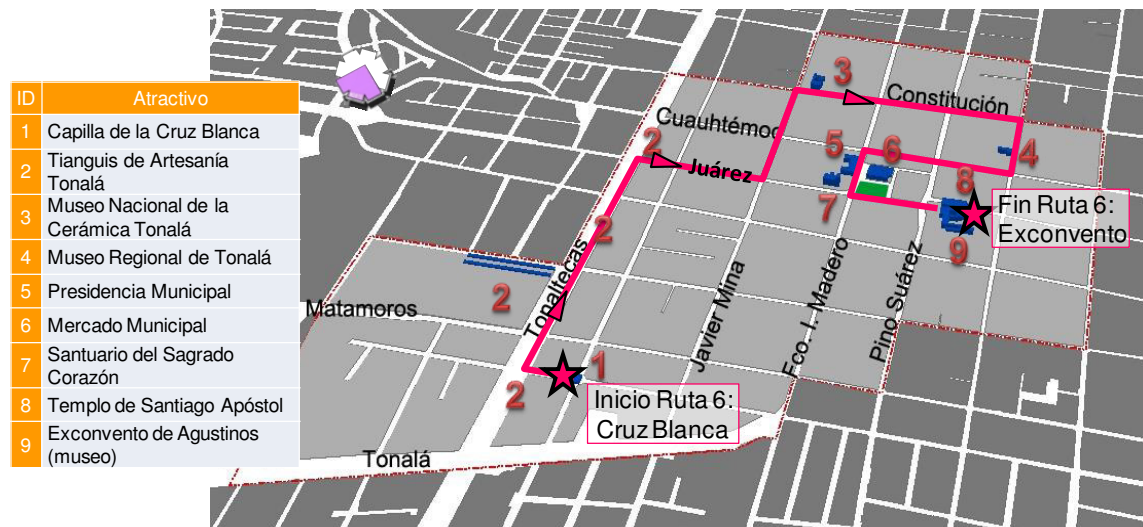 ID Atractivo
1 Capilla de la Cruz Blanca
2 Tianguis de Artesanía
Tonalá
3 Museo Nacional de la
Cerámica Tonalá
4 Museo Regional de Tonalá
5 Presidencia Municipal
6 Mercado Municipal
7 Santuario del Sagrado
Corazón
8 Templo de Santiago Apóstol
9 Exconvento de Agustinos
(museo)
3
Constitución
Cuauhtémoc
2
Juárez
5
6
4
8
7
Fin Ruta 6:
Exconvento
9
2
Tonaltecas
2
Matamoros
Javier Mina
Fco. I. Madero
Pino Suárez
1
2
Inicio Ruta 6:
Cruz Blanca
Tonalá